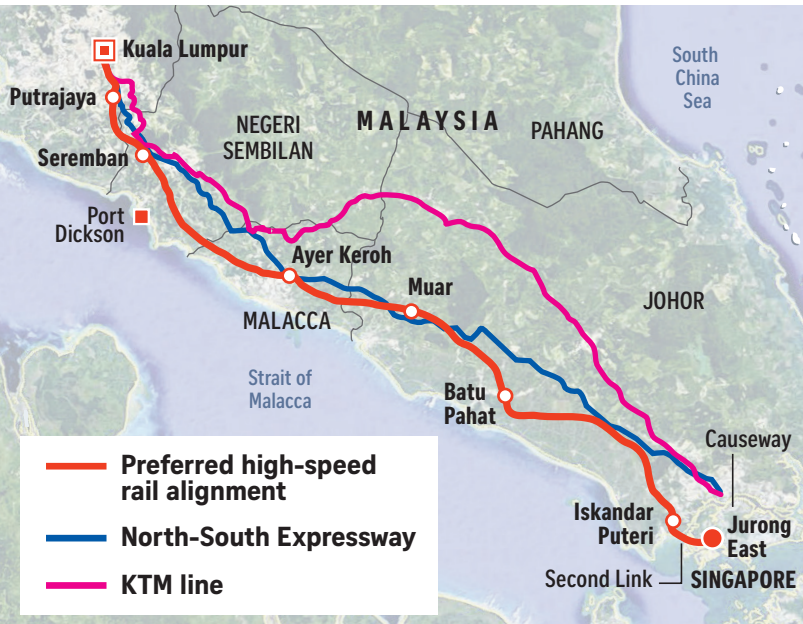 Kuala Lumpur
South
China
Sea
Putrajaya
MALAYSIA
NEGERI
SEMBILAN
PAHANG
Seremban
Port
Dickson
Ayer Keroh
Muar
JOHOR
MALACCA
Strait of
Malacca
Batu
Pahat
Causeway
Preferred high-speed
rail alignment
North-South Expressway
KTM line
Iskandar
Puteri
Jurong
East
Second Link
SINGAPORE